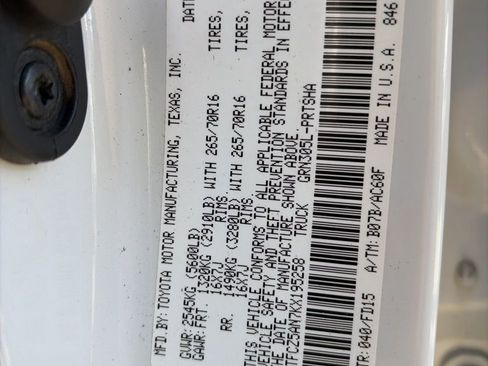 MFD. BY: TOYOTA MOTOR MANUFACTURING, TEXAS, INC. DATE
GVWR: 2545KG (5600LB)
GAWR: FRT. 1320KG (2910LB) WITH 265/70R16 TIRES,
16X7J RIMS
RR. 1490KG (3280LB) WITH 265/70R16 TIRES,
16X7J RIMS
THIS VEHICLE CONFORMS TO ALL APPLICABLE FEDERAL MOTOR
VEHICLE SAFETY AND THEFT PREVENTION STANDARDS IN EFFE
THE DATE OF MANUFACTURE SHOWN ABOVE.
TFCZ5AN7KX195258 TRUCK GRN305L-PRTSHA
TR: 040/FD15 A/TM: B07B/AC60F MADE IN U.S.A. 846